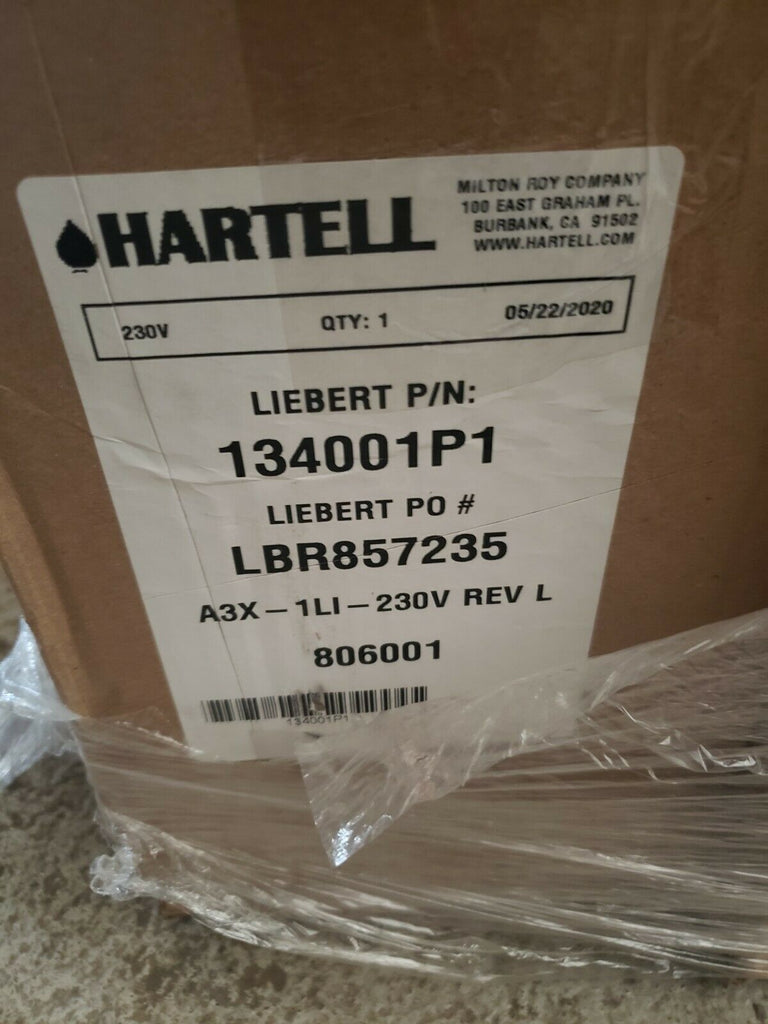 HARTELL
MILTON ROY COMPANY
100 EAST GRAHAM PL.
BURBANK, CA 91502
WWW.HARTELL.COM
230V QTY: 1 05/22/2020
LIEBERT P/N:
134001P1
LIEBERT PO #
LBR857235
A3X-1LI-230V REV L
806001
134001P1